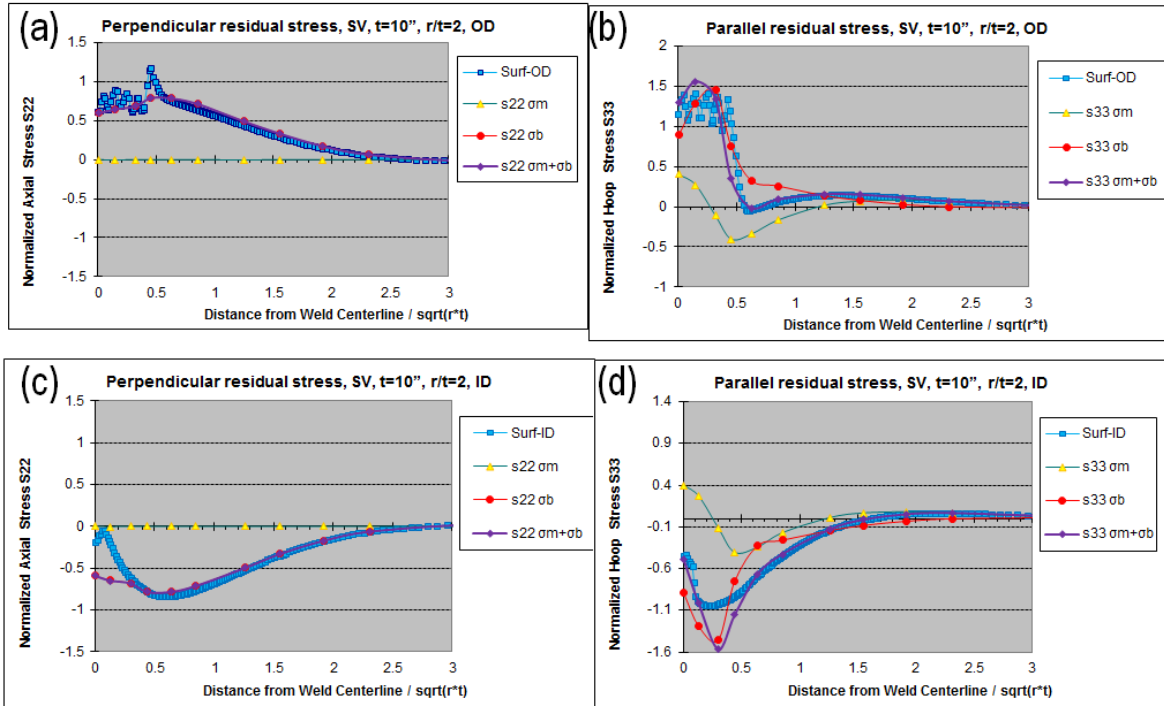 (a)
Perpendicular residual stress, SV, t=10”, r/t=2, OD
Normalized Axial Stress S22
1.5
1
0.5
0
-0.5
-1
-1.5
0 0.5 1 1.5 2 2.5 3
Distance from Weld Centerline / sqrt(r*t)
Surf-OD
s22 σm
s22 σb
s22 σm+σb
(b)
Parallel residual stress, SV, t=10”, r/t=2, OD
Normalized Hoop Stress S33
2
1.5
1
0.5
0
-0.5
-1
0 0.5 1 1.5 2 2.5 3
Distance from Weld Centerline / sqrt(r*t)
Surf-OD
s33 σm
s33 σb
s33 σm+σb
(c)
Perpendicular residual stress, SV, t=10”, r/t=2, ID
Normalized Axial Stress S22
1.5
1
0.5
0
-0.5
-1
-1.5
0 0.5 1 1.5 2 2.5 3
Distance from Weld Centerline / sqrt(r*t)
Surf-ID
s22 σm
s22 σb
s22 σm+σb
(d)
Parallel residual stress, SV, t=10”, r/t=2, ID
Normalized Hoop Stress S33
1.4
0.9
0.4
-0.1
-0.6
-1.1
-1.6
0 0.5 1 1.5 2 2.5 3
Distance from Weld Centerline / sqrt(r*t)
Surf-ID
s33 σm
s33 σb
s33 σm+σb